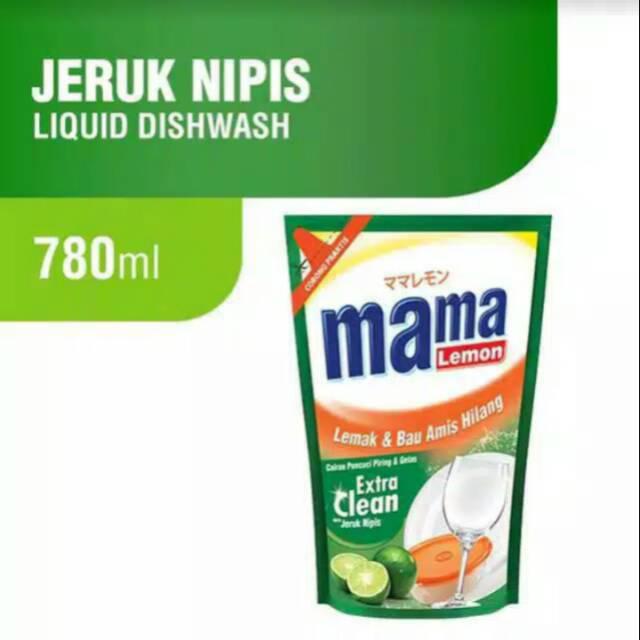 JERUK NIPIS
LIQUID DISHWASH
780ml
CORONG PRAKTIS
ママレモン
mama
Lemon
Lemak & Bau Amis Hilang
Cairan Pencuci Piring & Gelas
Extra
Clean
Jeruk Nipis